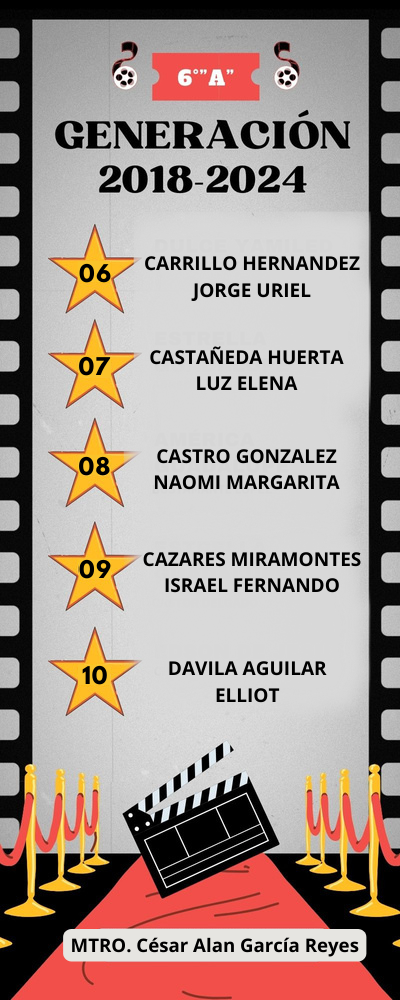 6°"A"
GENERACIÓN
2018-2024
06
CARRILLO HERNANDEZ
JORGE URIEL
07
CASTAÑEDA HUERTA
LUZ ELENA
08
CASTRO GONZALEZ
NAOMI MARGARITA
09
CAZARES MIRAMONTES
ISRAEL FERNANDO
10
DAVILA AGUILAR
ELLIOT
MTRO. César Alan García Reyes